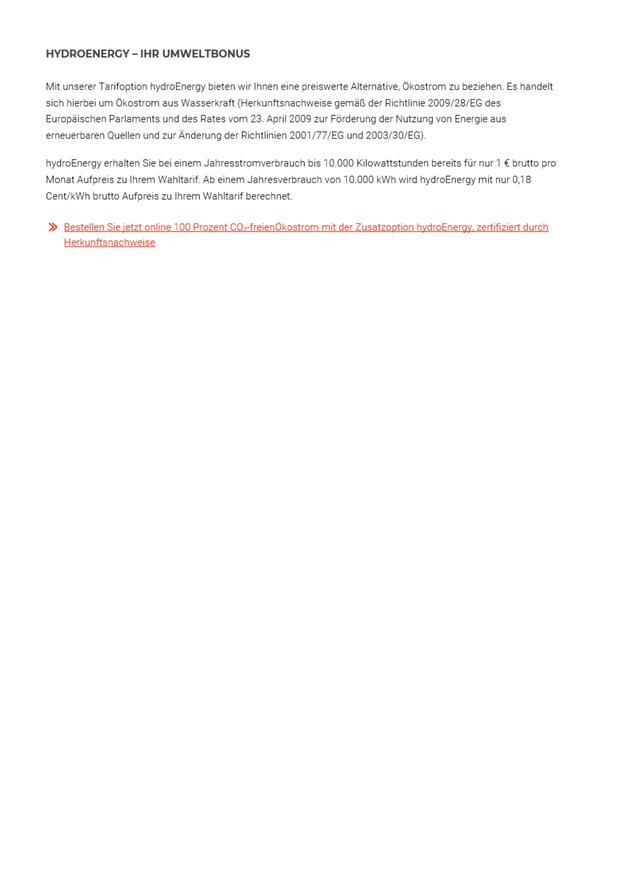 HYDROENERGY – IHR UMWELTBONUS
Mit unserer Tarifoption hydroEnergy bieten wir Ihnen eine preiswerte Alternative, Ökostrom zu beziehen. Es handelt
sich hierbei um Ökostrom aus Wasserkraft (Herkunftsnachweise gemäß der Richtlinie 2009/28/EG des
Europäischen Parlaments und des Rates vom 23. April 2009 zur Förderung der Nutzung von Energie aus
erneuerbaren Quellen und zur Änderung der Richtlinien 2001/77/EG und 2003/30/EG).
hydroEnergy erhalten Sie bei einem Jahresstromverbrauch bis 10.000 Kilowattstunden bereits für nur 1 € brutto pro
Monat Aufpreis zu Ihrem Wahltarif. Ab einem Jahresverbrauch von 10.000 kWh wird hydroEnergy mit nur 0,18
Cent/kWh brutto Aufpreis zu Ihrem Wahltarif berechnet.
Bestellen Sie jetzt online 100 Prozent CO₂-freienÖkostrom mit der Zusatzoption hydroEnergy, zertifiziert durch
Herkunftsnachweise